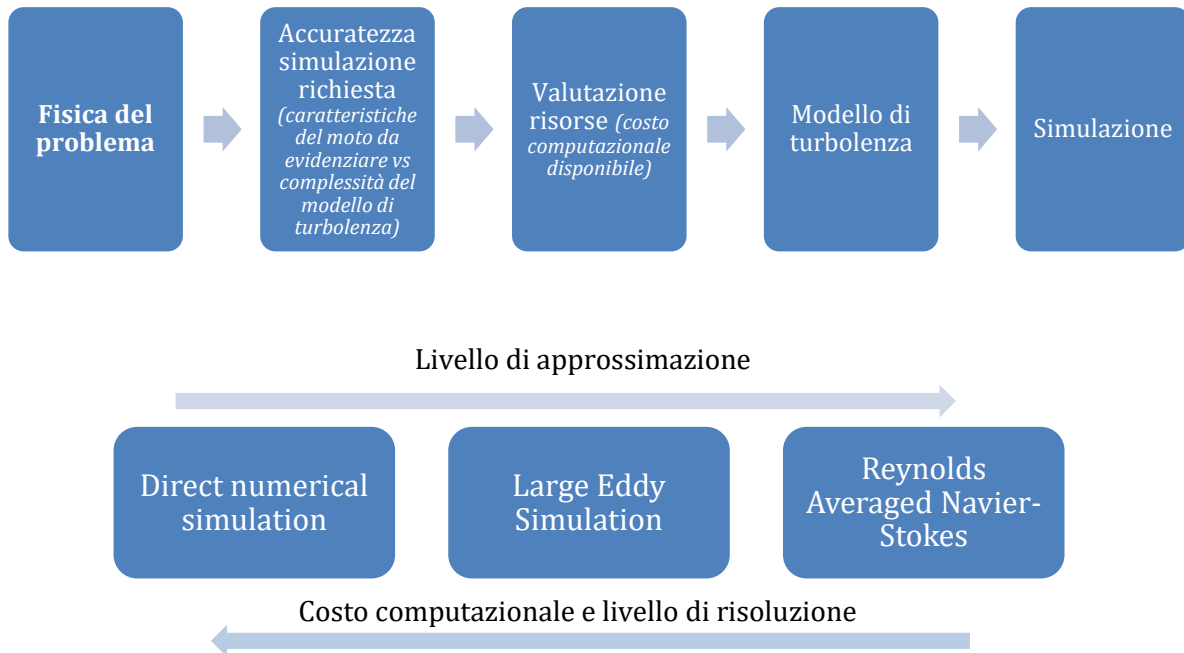 Fisica del
problema
Accuratezza
simulazione
richiesta
(caratteristiche
del moto da
evidenziare vs
complessità del
modello di
turbolenza)
Valutazione
risorse (costo
computazionale
disponibile)
Modello di
turbolenza
Simulazione
Livello di approssimazione
Direct numerical
simulation
Large Eddy
Simulation
Reynolds
Averaged Navier-
Stokes
Costo computazionale e livello di risoluzione